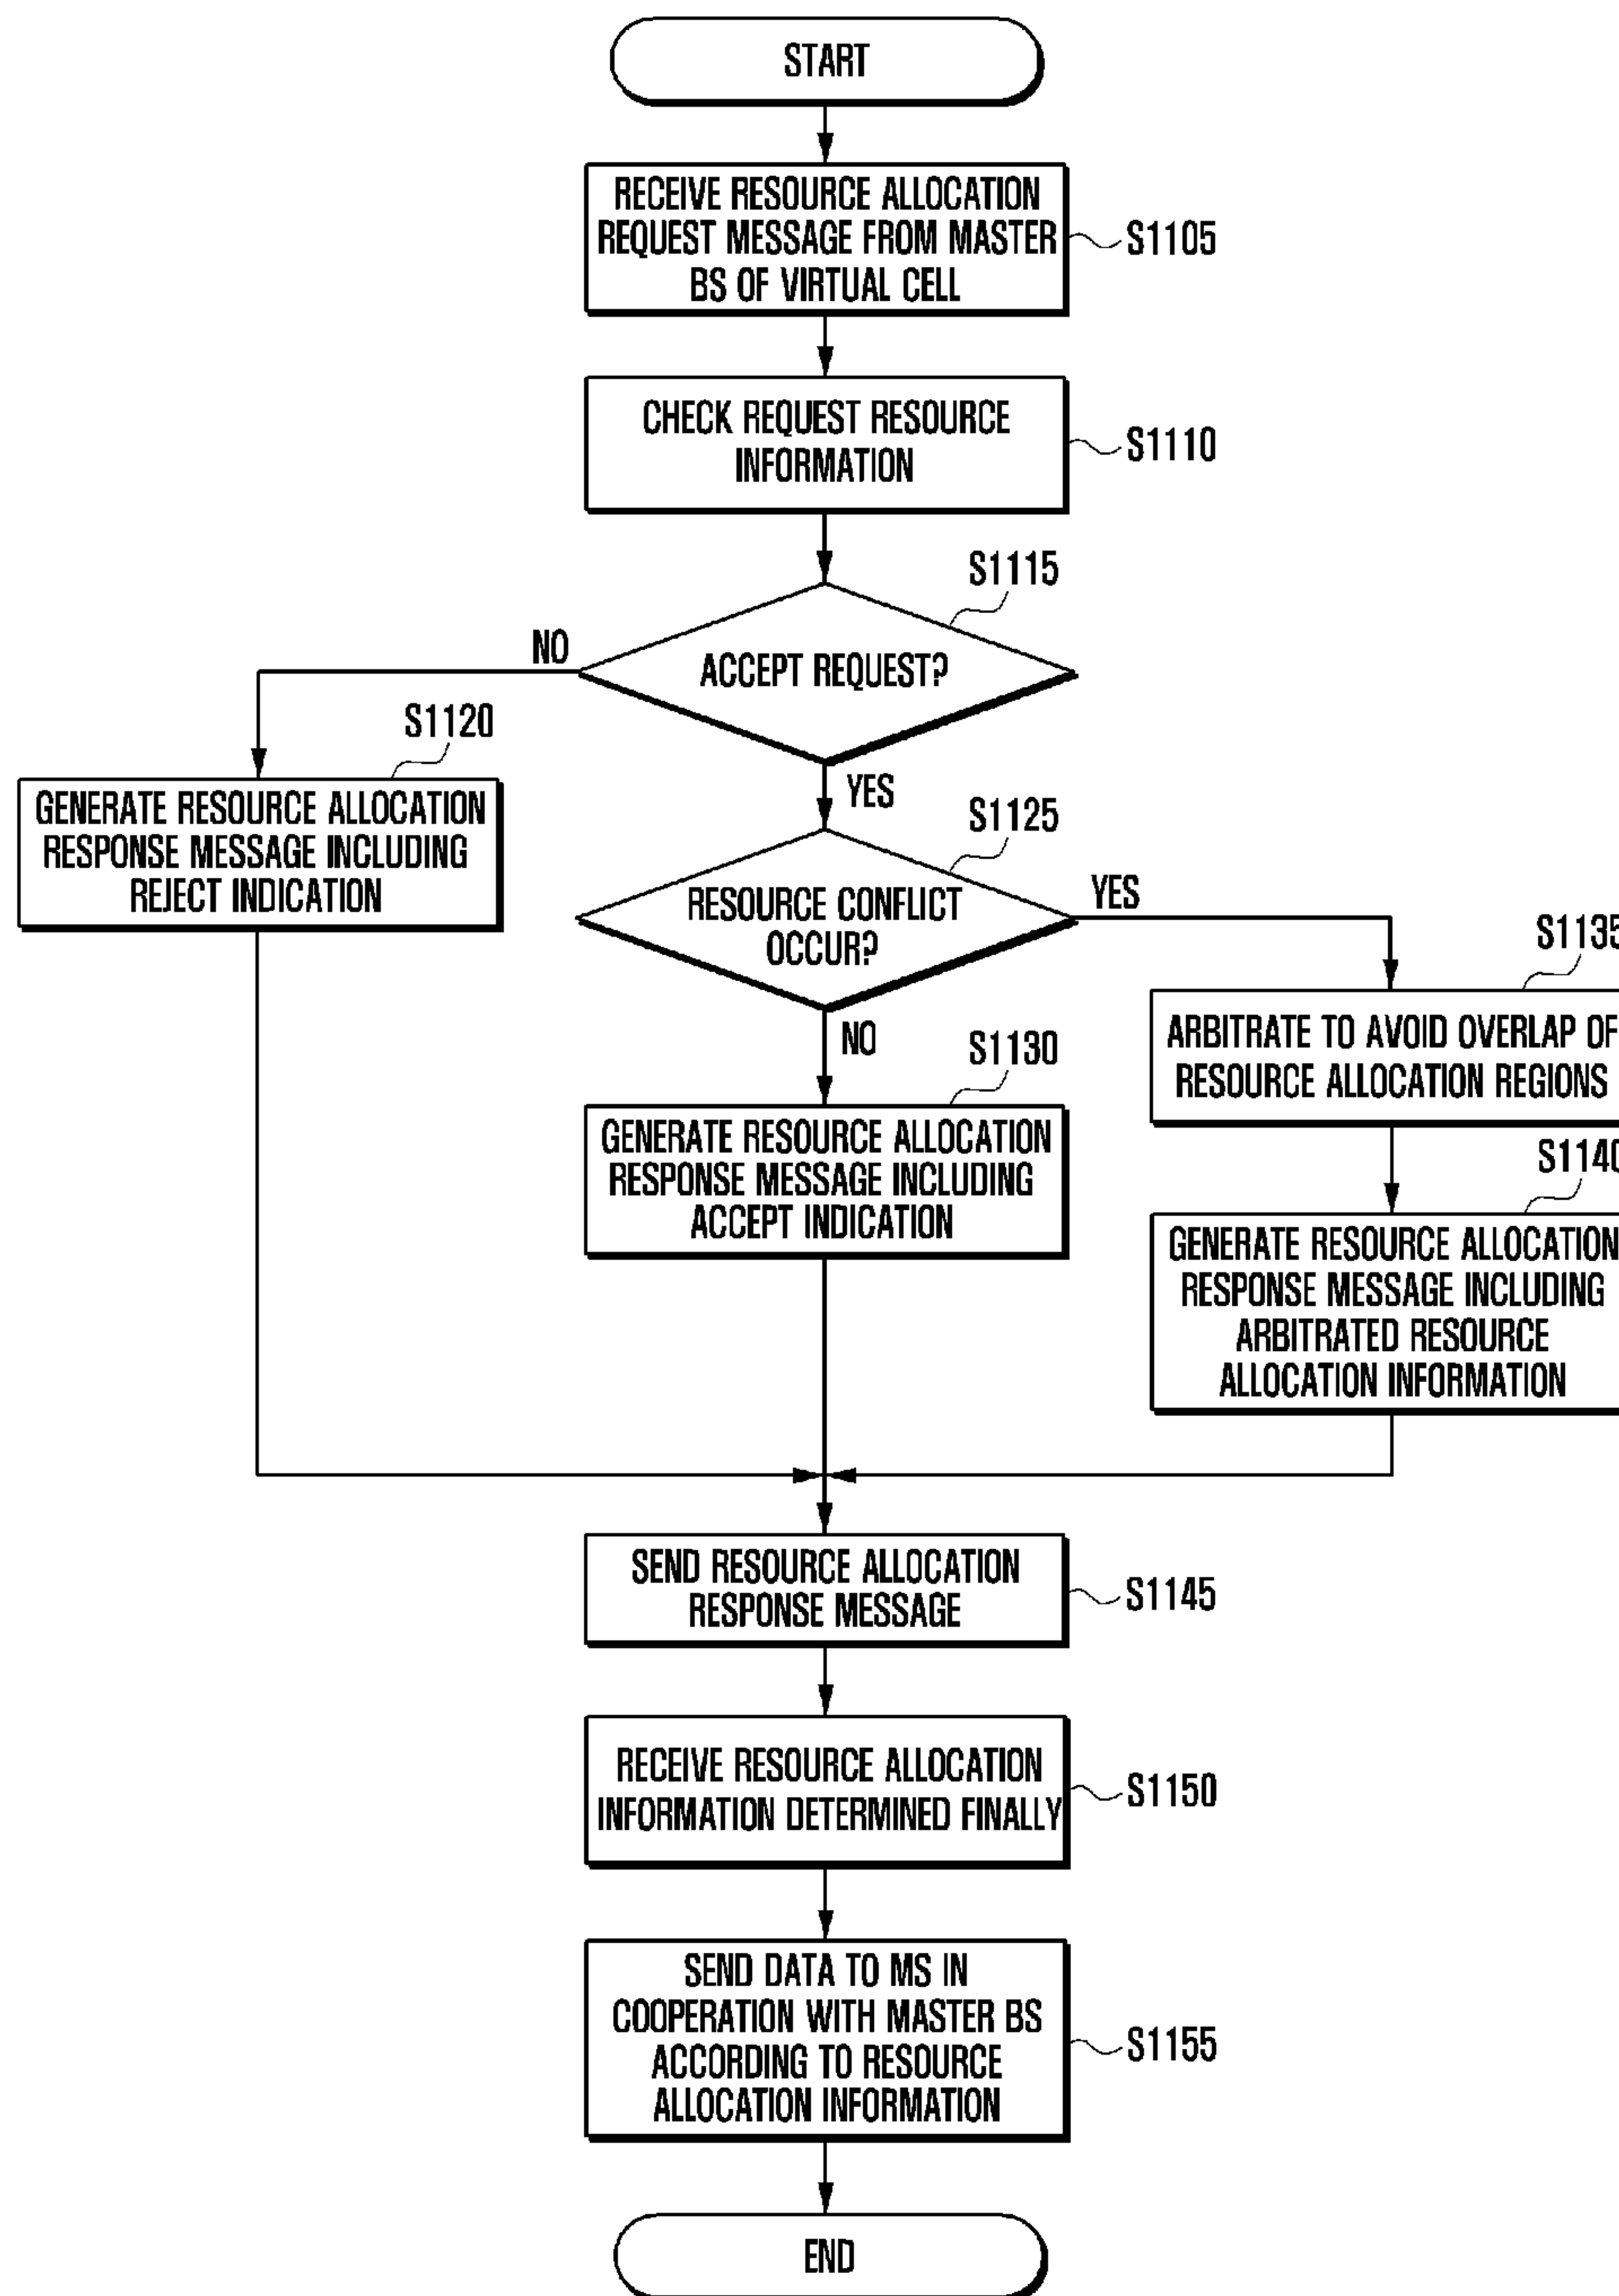 START
RECEIVE RESOURCE ALLOCATION
REQUEST MESSAGE FROM MASTER
BS OF VIRTUAL CELL
S1105
CHECK REQUEST RESOURCE
INFORMATION
S1110
S1115
ACCEPT REQUEST?
NO
YES
S1120
GENERATE RESOURCE ALLOCATION
RESPONSE MESSAGE INCLUDING
REJECT INDICATION
S1125
RESOURCE CONFLICT
OCCUR?
YES
NO
S1130
GENERATE RESOURCE ALLOCATION
RESPONSE MESSAGE INCLUDING
ACCEPT INDICATION
S1135
ARBITRATE TO AVOID OVERLAP OF
RESOURCE ALLOCATION REGIONS
S1140
GENERATE RESOURCE ALLOCATION
RESPONSE MESSAGE INCLUDING
ARBITRATED RESOURCE
ALLOCATION INFORMATION
SEND RESOURCE ALLOCATION
RESPONSE MESSAGE
S1145
RECEIVE RESOURCE ALLOCATION
INFORMATION DETERMINED FINALLY
S1150
SEND DATA TO MS IN
COOPERATION WITH MASTER BS
ACCORDING TO RESOURCE
ALLOCATION INFORMATION
S1155
END